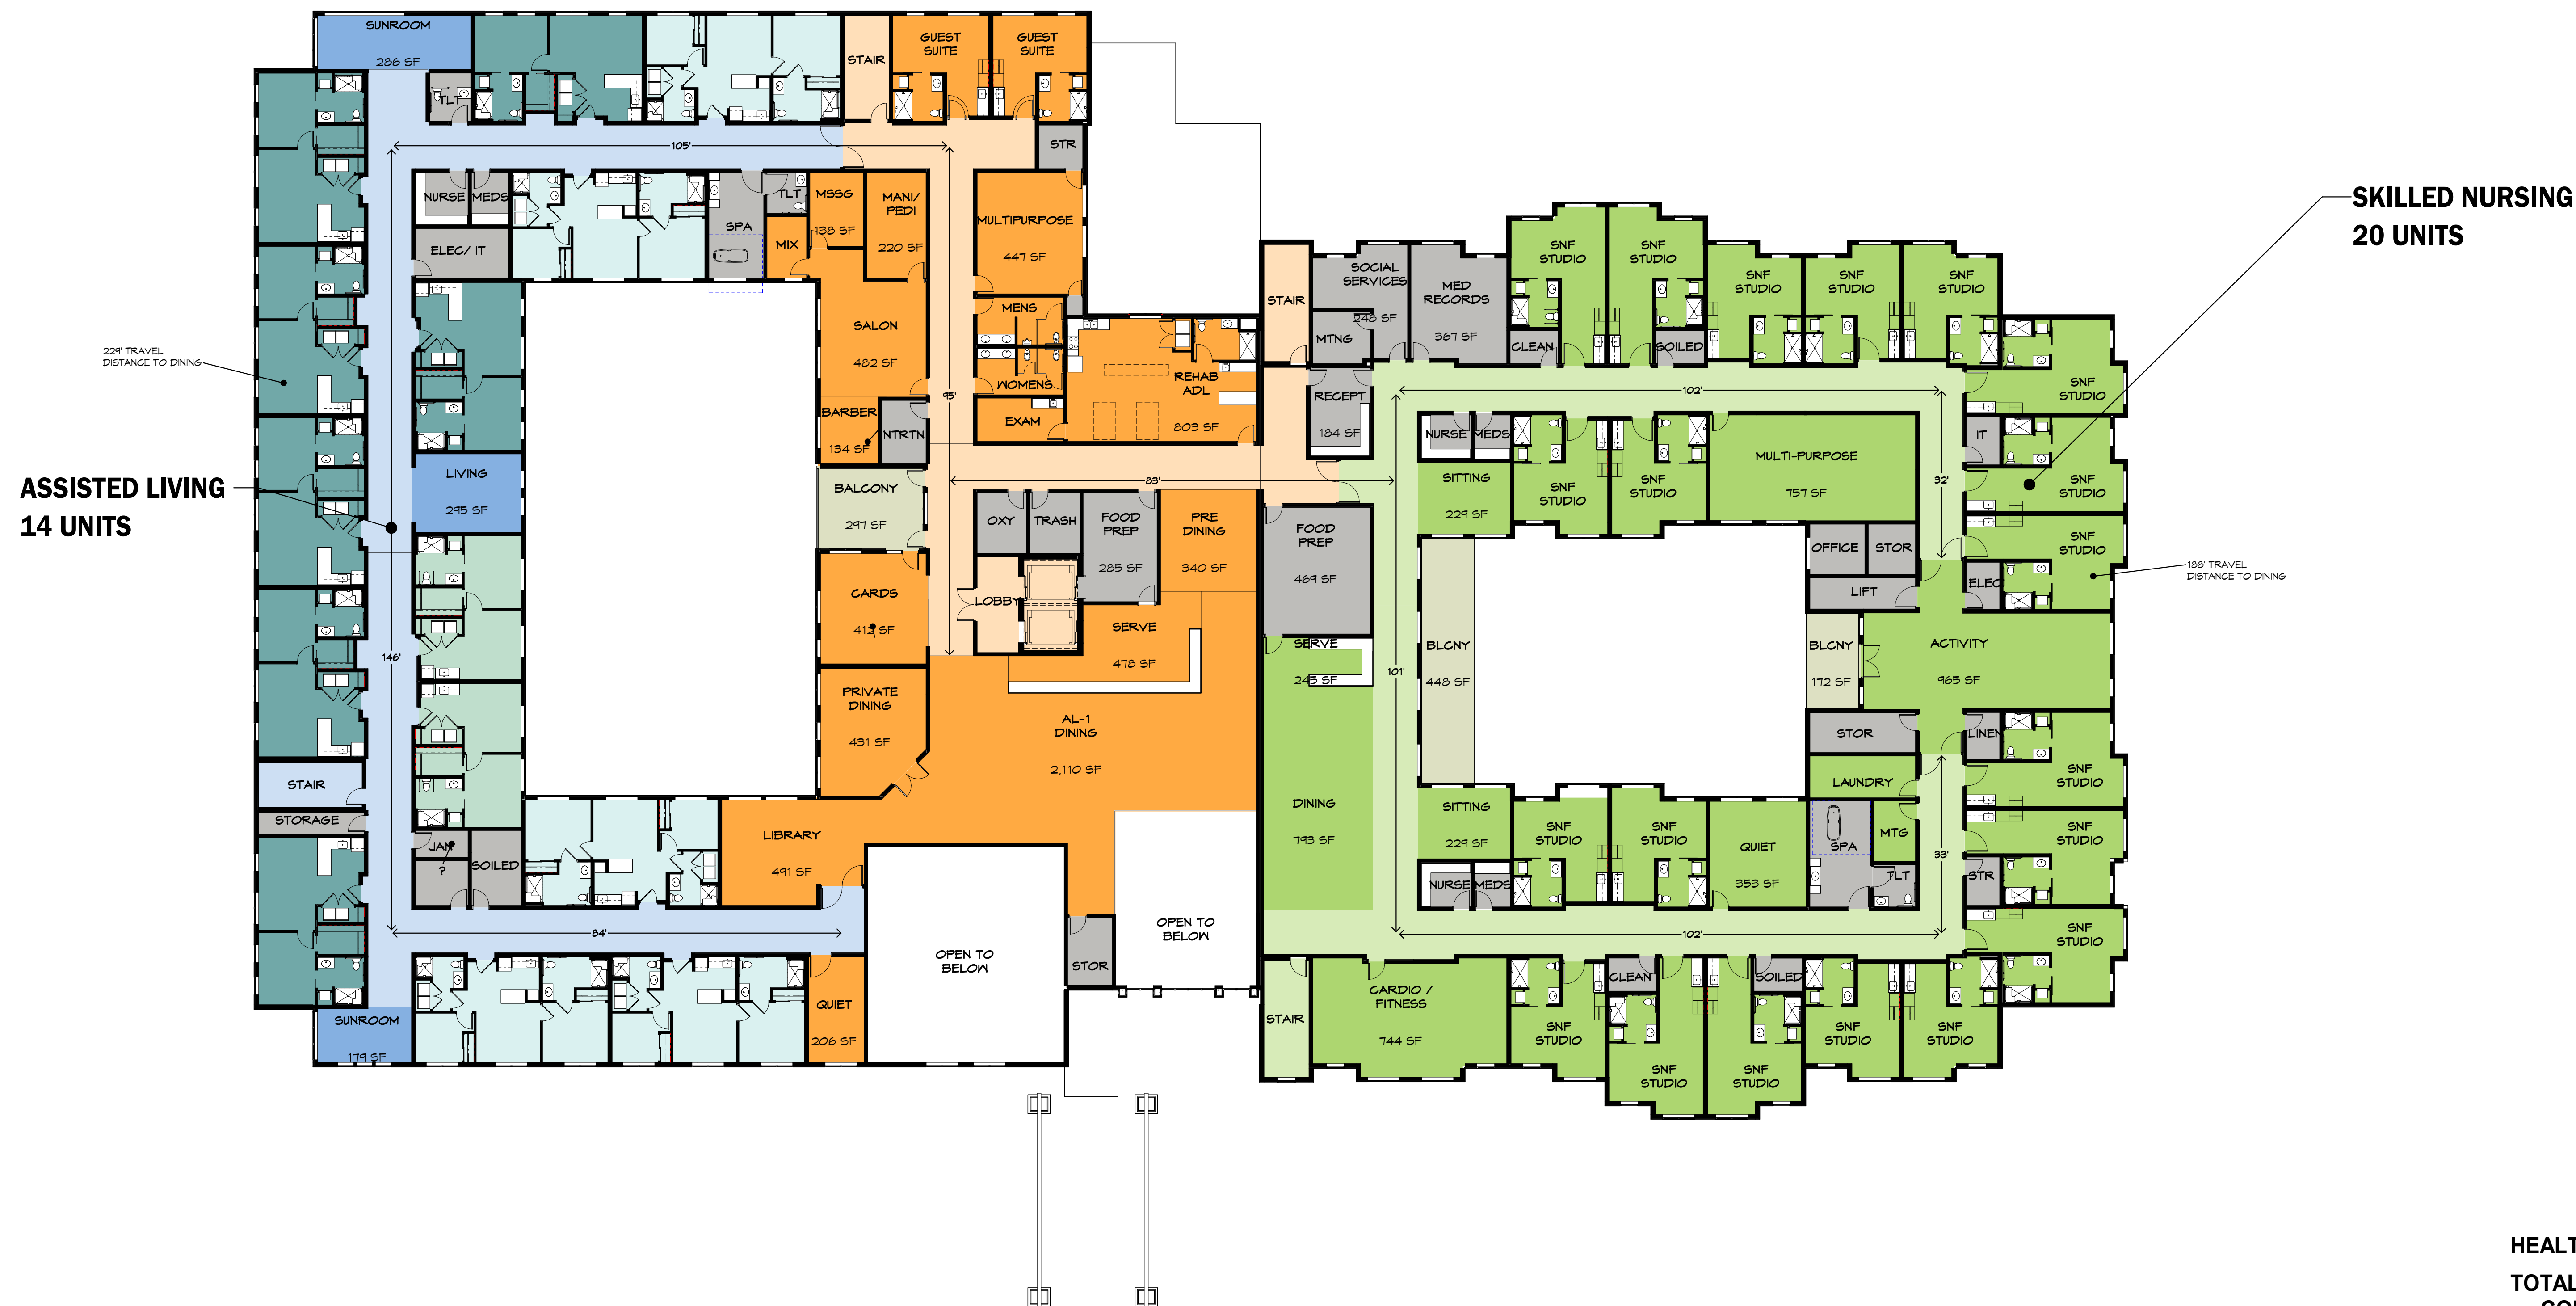 SUNROOM
286 SF
TLT
STAIR
GUEST
SUITE
GUEST
SUITE
105'
STR
NURSE
MEDS
ELEC/ IT
SPA
TLT
MSSG
138 SF
MANI/
PEDI
220 SF
MIX
MULTIPURPOSE
447 SF
SALON
482 SF
MENS
WOMENS
EXAM
REHAB
ADL
803 SF
BARBER
134 SF
NTRTN
95'
229' TRAVEL
DISTANCE TO DINING
ASSISTED LIVING
14 UNITS
LIVING
295 SF
BALCONY
297 SF
83'
OXY
TRASH
FOOD
PREP
285 SF
PRE
DINING
340 SF
CARDS
412 SF
LOBBY
SERVE
478 SF
146'
PRIVATE
DINING
431 SF
AL-1
DINING
2,110 SF
STAIR
STORAGE
JAN
?
SOILED
LIBRARY
491 SF
84'
OPEN TO
BELOW
OPEN TO
BELOW
STOR
SUNROOM
179 SF
QUIET
206 SF
SKILLED NURSING
20 UNITS
STAIR
SOCIAL
SERVICES
248 SF
MTNG
MED
RECORDS
367 SF
SNF
STUDIO
SNF
STUDIO
SNF
STUDIO
SNF
STUDIO
SNF
STUDIO
CLEAN
SOILED
RECEPT
184 SF
102'
SNF
STUDIO
NURSE
MEDS
SITTING
229 SF
SNF
STUDIO
SNF
STUDIO
MULTI-PURPOSE
757 SF
32'
IT
SNF
STUDIO
FOOD
PREP
469 SF
OFFICE
STOR
LIFT
ELEC
SNF
STUDIO
188' TRAVEL
DISTANCE TO DINING
SERVE
245 SF
101'
BLCNY
448 SF
BLCNY
172 SF
ACTIVITY
965 SF
STOR
LINEN
SNF
STUDIO
LAUNDRY
DINING
793 SF
SITTING
229 SF
SNF
STUDIO
SNF
STUDIO
QUIET
353 SF
SPA
MTG
TLT
33'
SNF
STUDIO
STR
NURSE
MEDS
102'
SNF
STUDIO
STAIR
CARDIO /
FITNESS
744 SF
SNF
STUDIO
CLEAN
SNF
STUDIO
SOILED
SNF
STUDIO
SNF
STUDIO
SNF
STUDIO
HEALT
TOTAL